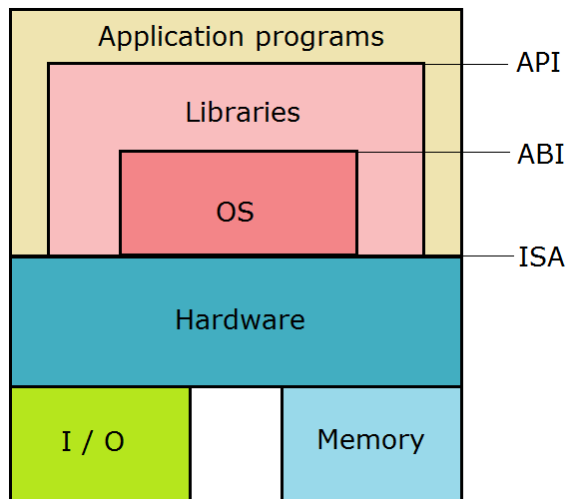 Application programs
API
Libraries
ABI
OS
ISA
Hardware
I / O
Memory